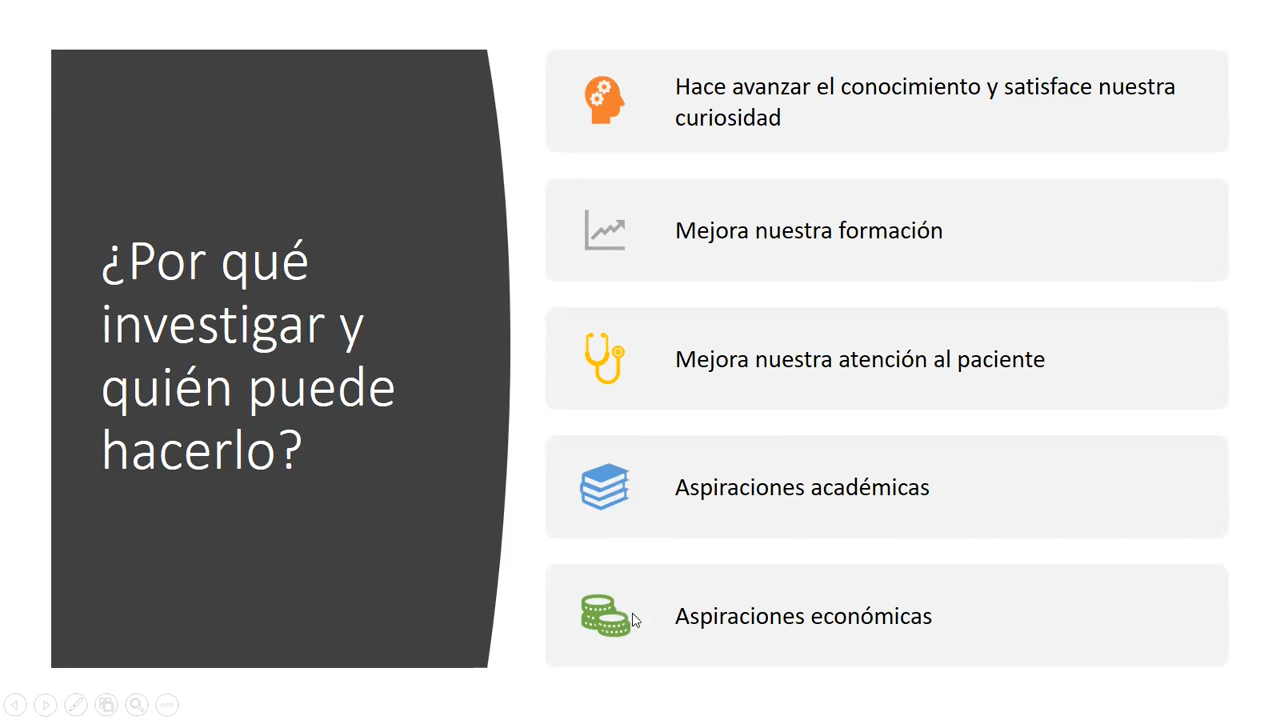 ¿Por qué
investigar y
quién puede
hacerlo?
Hace avanzar el conocimiento y satisface nuestra
curiosidad
Mejora nuestra formación
Mejora nuestra atención al paciente
Aspiraciones académicas
Aspiraciones económicas